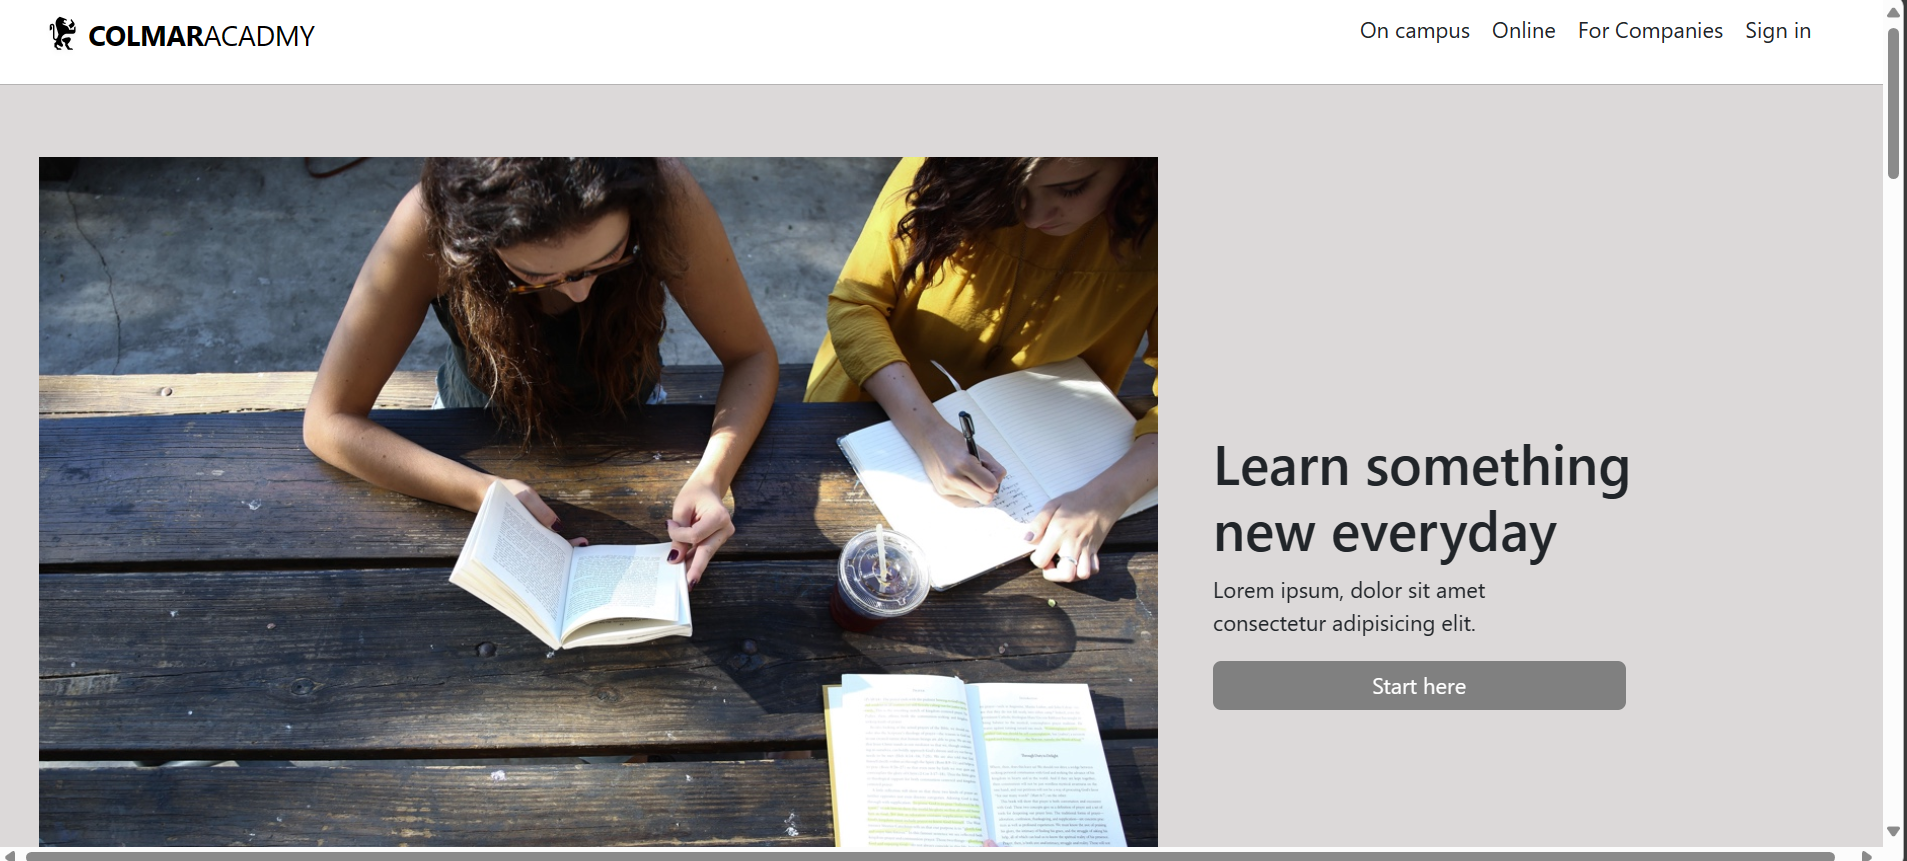 COLMARACADMY
On campus Online For Companies Sign in
Learn something
new everyday
Lorem ipsum, dolor sit amet
consectetur adipisicing elit.
Start here